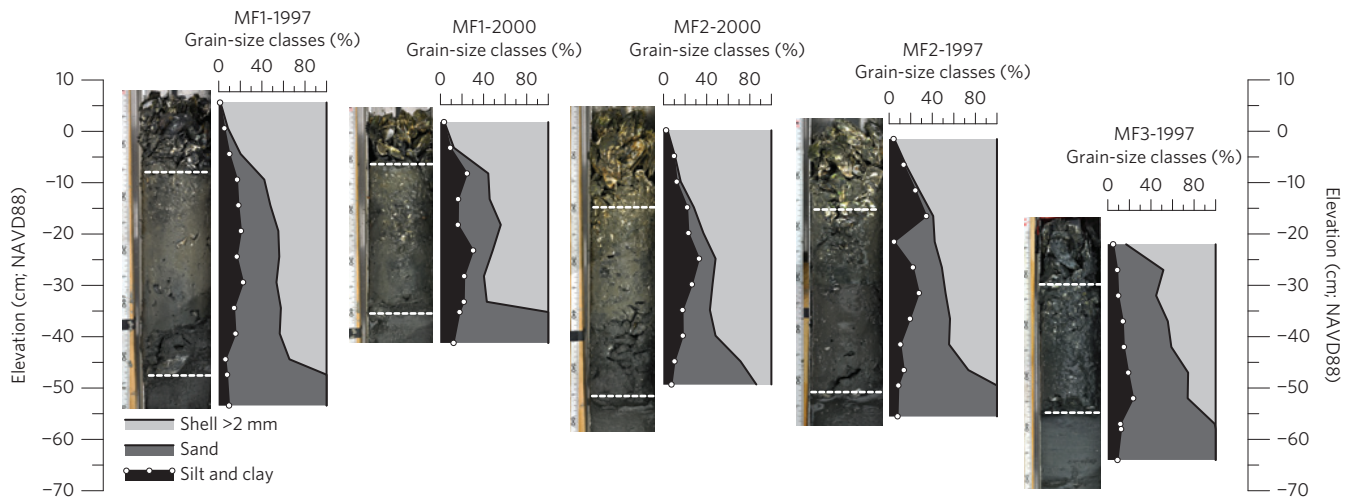 MF1-1997
Grain-size classes (%)
0 40 80
MF1-2000
Grain-size classes (%)
0 40 80
MF2-2000
Grain-size classes (%)
0 40 80
MF2-1997
Grain-size classes (%)
0 40 80
MF3-1997
Grain-size classes (%)
0 40 80
Elevation (cm; NAVD88)
10
0
−10
−20
−30
−40
−50
−60
−70
Shell >2 mm
Sand
Silt and clay
10
0
−10
−20
−30
−40
−50
−60
−70
Elevation (cm; NAVD88)